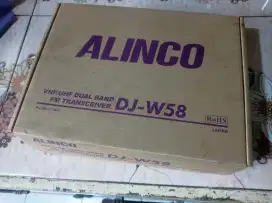 ALINCO
VHF/UHF DUAL BAND
FM TRANSCEIVER DJ-W58
RoHS
ALINCO DJ-W58